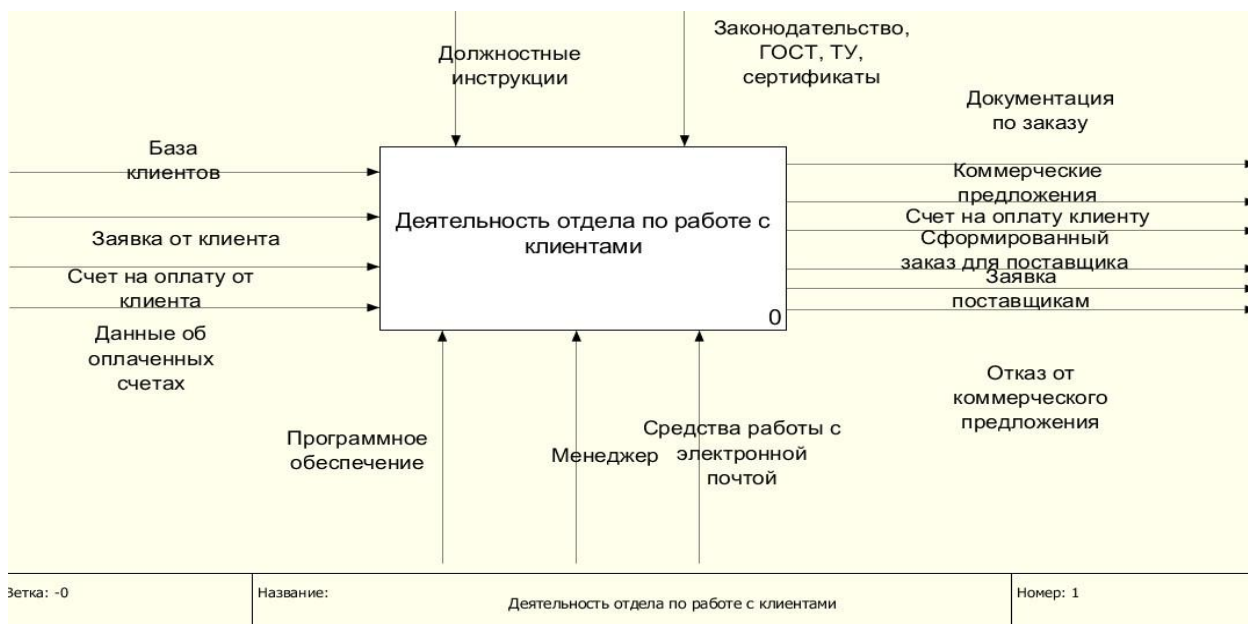 Должностные
инструкции
Законодательство,
ГОСТ, ТУ,
сертификаты
База
клиентов
Заявка от клиента
Счет на оплату от
клиента
Данные об
оплаченных
счетах
Деятельность отдела по работе с
клиентами
0
Документация
по заказу
Коммерческие
предложения
Счет на оплату клиенту
Сформированный
заказ для поставщика
Заявка
поставщикам
Отказ от
коммерческого
предложения
Программное
обеспечение
Менеджер
Средства работы с
электронной
почтой
Ветка: -0
Название:
Деятельность отдела по работе с клиентами
Номер: 1